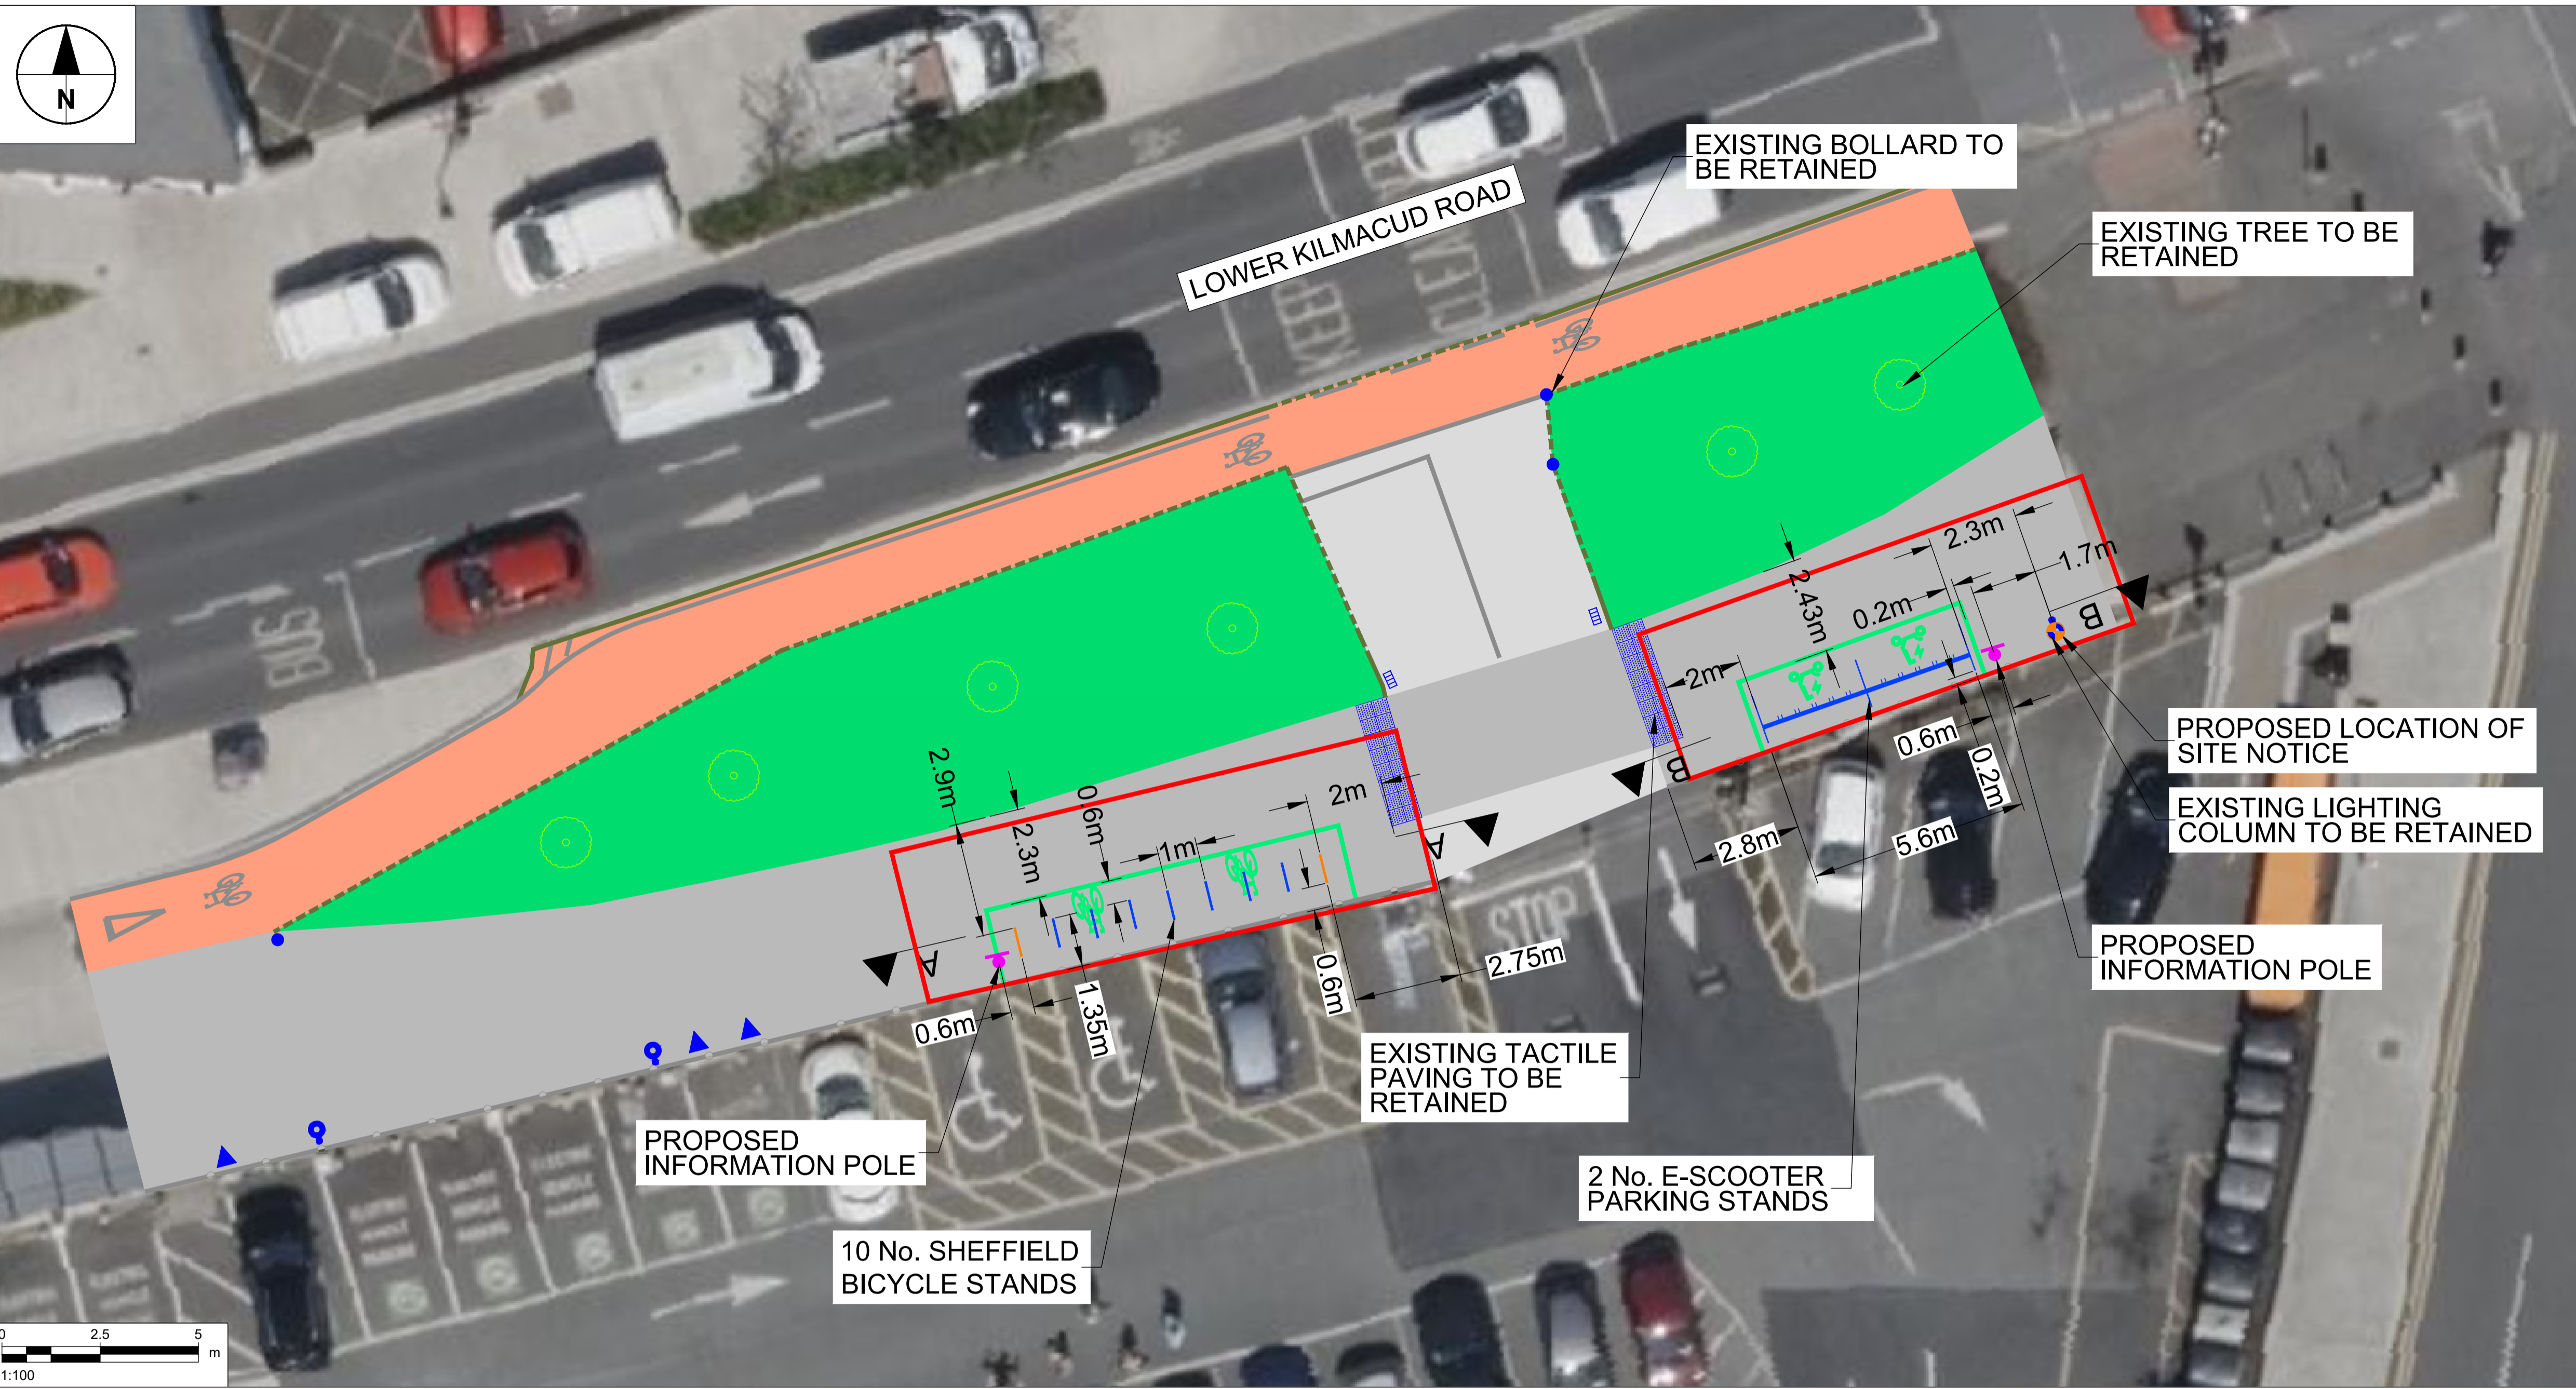 N
LOWER KILMACUD ROAD
EXISTING BOLLARD TO
BE RETAINED
EXISTING TREE TO BE
RETAINED
KEEP
CLEAR
KEEP
CLEAR
BUS
2.3m
1.7m
2.43m
0.2m
B
2m
B
0.6m
0.2m
2.8m
5.6m
PROPOSED LOCATION OF
SITE NOTICE
EXISTING LIGHTING
COLUMN TO BE RETAINED
PROPOSED
INFORMATION POLE
2.9m
2.3m
0.6m
1m
2m
A
A
0.6m
1.35m
0.6m
2.75m
STOP
EXISTING TACTILE
PAVING TO BE
RETAINED
PROPOSED
INFORMATION POLE
2 No. E-SCOOTER
PARKING STANDS
10 No. SHEFFIELD
BICYCLE STANDS
0 2.5 5
m
1:100